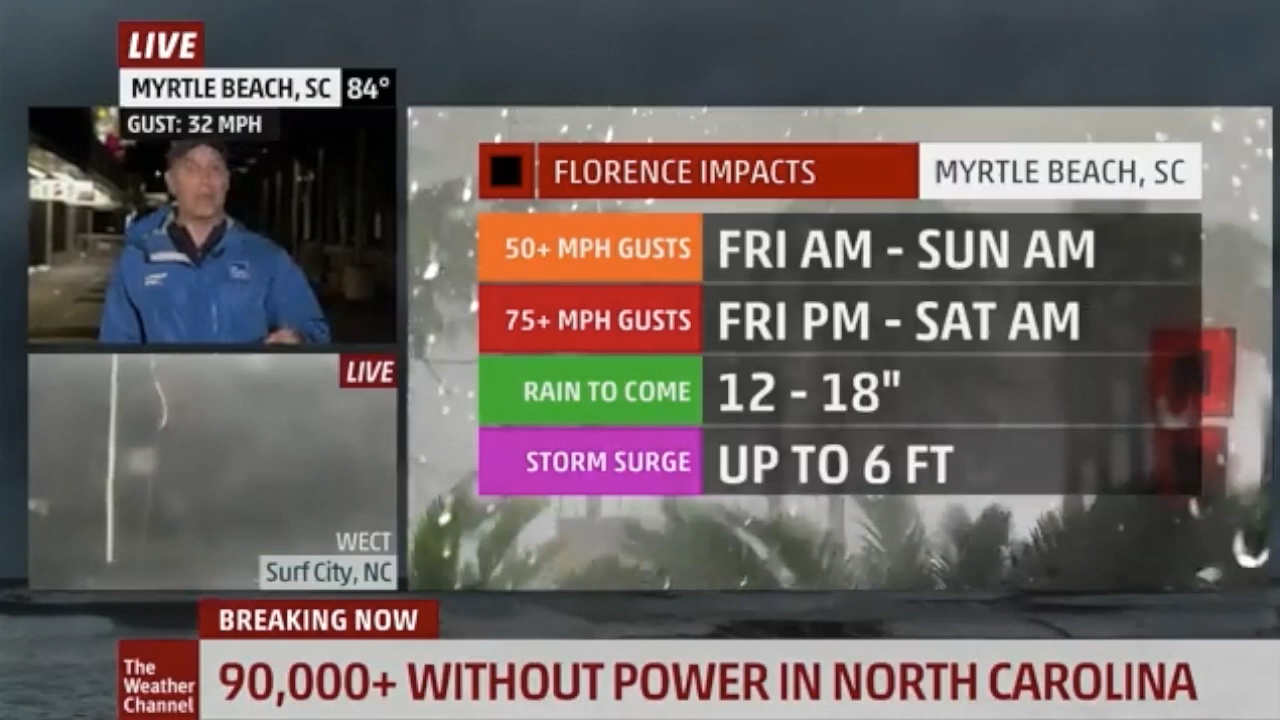 LIVE
MYRTLE BEACH, SC 84°
GUST: 32 MPH
FLORENCE IMPACTS MYRTLE BEACH, SC
50+ MPH GUSTS FRI AM - SUN AM
75+ MPH GUSTS FRI PM - SAT AM
RAIN TO COME 12 - 18"
STORM SURGE UP TO 6 FT
LIVE
WECT
Surf City, NC
BREAKING NOW
The
Weather
Channel
90,000+ WITHOUT POWER IN NORTH CAROLINA